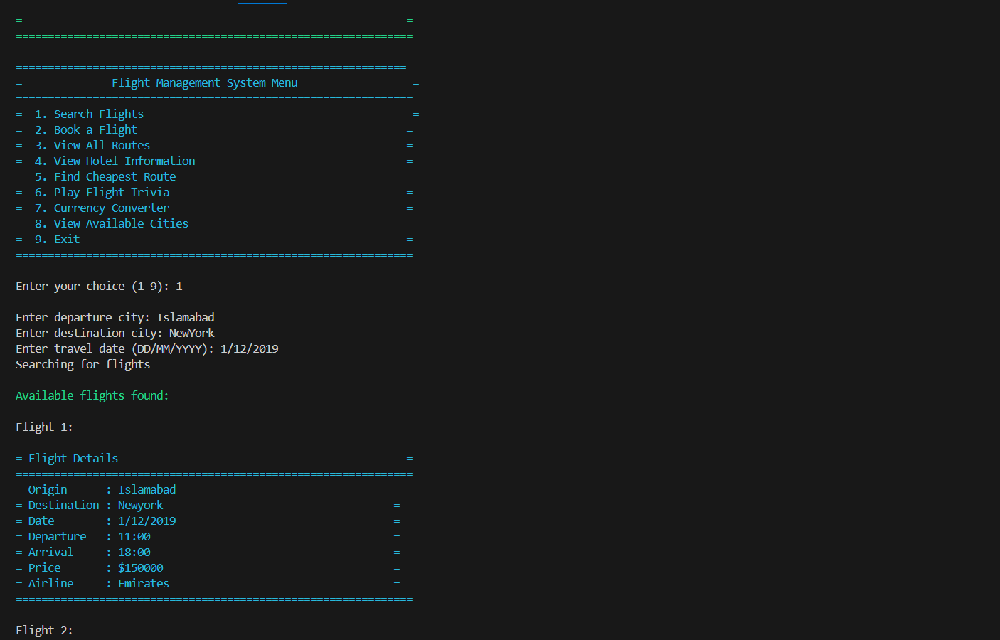 =                                                            =
==============================================================
=============================================================
=              Flight Management System Menu                  =
==============================================================
=  1. Search Flights                                          =
=  2. Book a Flight                                          =
=  3. View All Routes                                        =
=  4. View Hotel Information                                 =
=  5. Find Cheapest Route                                    =
=  6. Play Flight Trivia                                     =
=  7. Currency Converter                                     =
=  8. View Available Cities
=  9. Exit                                                   =
==============================================================
Enter your choice (1-9): 1
Enter departure city: Islamabad
Enter destination city: NewYork
Enter travel date (DD/MM/YYYY): 1/12/2019
Searching for flights
Available flights found:
Flight 1:
==============================================================
= Flight Details                                             =
==============================================================
= Origin      : Islamabad                                  =
= Destination : Newyork                                    =
= Date        : 1/12/2019                                  =
= Departure   : 11:00                                      =
= Arrival     : 18:00                                      =
= Price       : $150000                                    =
= Airline     : Emirates                                   =
==============================================================
Flight 2: